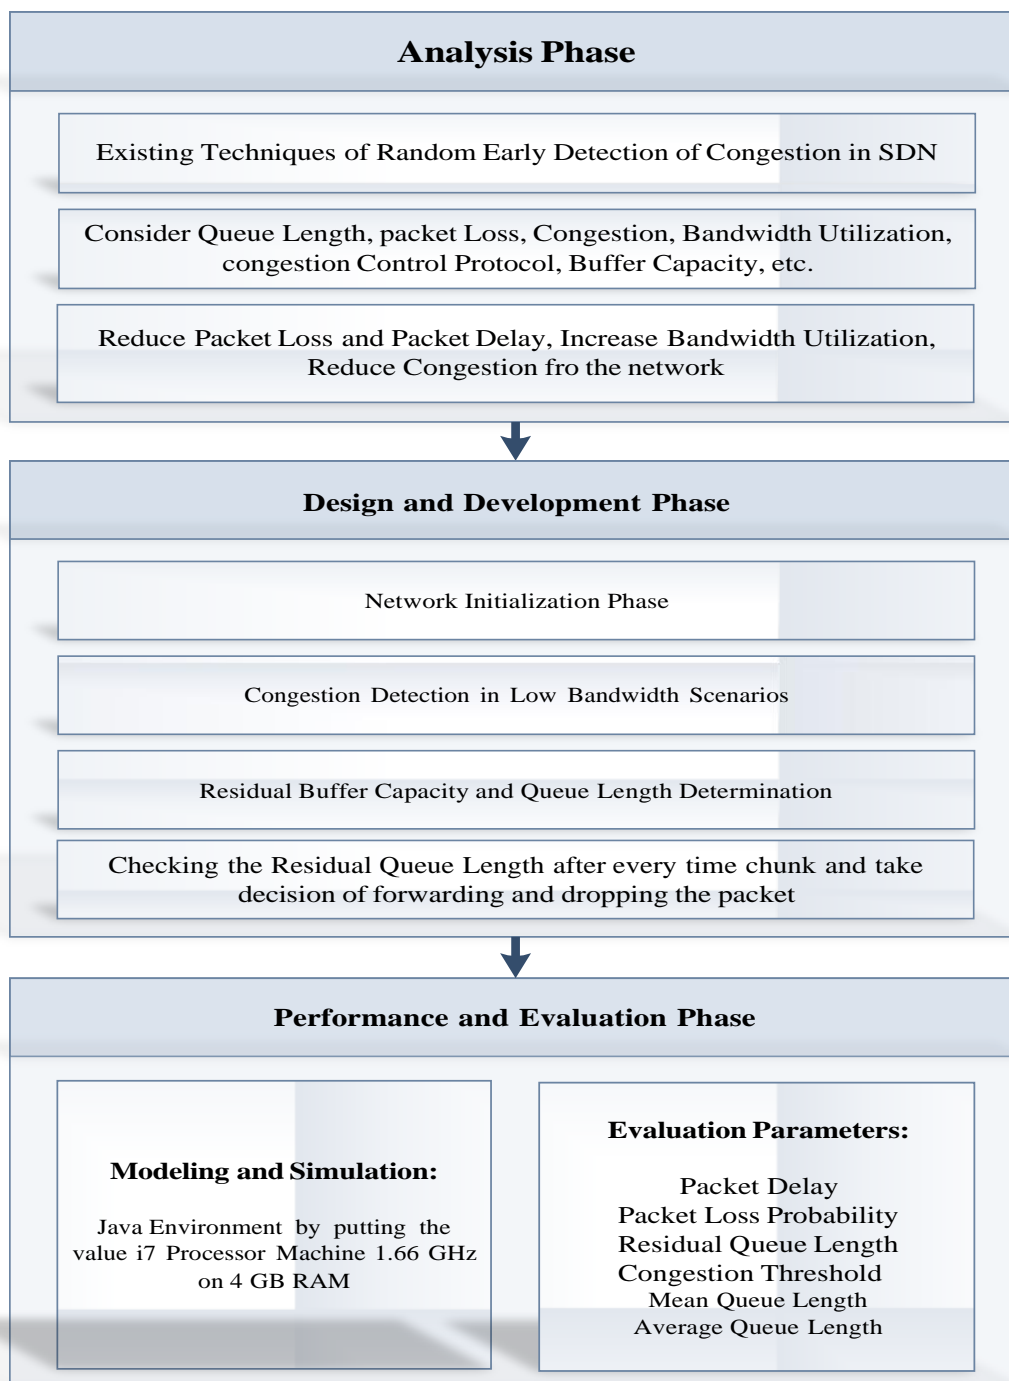 Analysis Phase
Existing Techniques of Random Early Detection of Congestion in SDN
Consider Queue Length, packet Loss, Congestion, Bandwidth Utilization,
congestion Control Protocol, Buffer Capacity, etc.
Reduce Packet Loss and Packet Delay, Increase Bandwidth Utilization,
Reduce Congestion fro the network
Design and Development Phase
Network Initialization Phase
Congestion Detection in Low Bandwidth Scenarios
Residual Buffer Capacity and Queue Length Determination
Checking the Residual Queue Length after every time chunk and take
decision of forwarding and dropping the packet
Performance and Evaluation Phase
Modeling and Simulation:
Java Environment by putting the
value i7 Processor Machine 1.66 GHz
on 4 GB RAM
Evaluation Parameters:
Packet Delay
Packet Loss Probability
Residual Queue Length
Congestion Threshold
Mean Queue Length
Average Queue Length